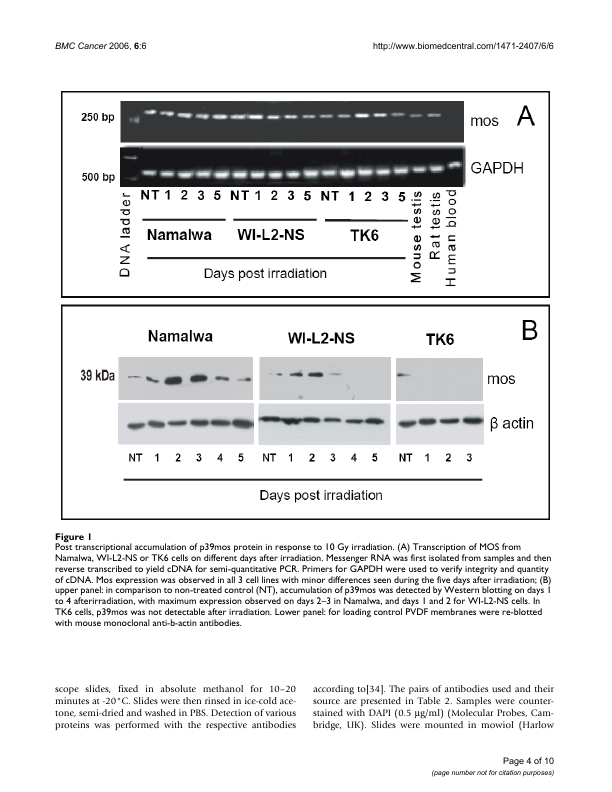 BMC Cancer 2006, 6:6
http://www.biomedcentral.com/1471-2407/6/6
A
250 bp
mos
500 bp
GAPDH
NT 1 2 3 5 NT 1 2 3 5 NT 1 2 3 5
DNA ladder
Mouse testis
Rat testis
Human blood
Namalwa WI-L2-NS TK6
Days post irradiation
B
Namalwa WI-L2-NS TK6
39 kDa
mos
β actin
NT 1 2 3 4 5 NT 1 2 3 4 5 NT 1 2 3
Days post irradiation
Figure 1
Post transcriptional accumulation of p39mos protein in response to 10 Gy irradiation. (A) Transcription of MOS from
Namalwa, WI-L2-NS or TK6 cells on different days after irradiation. Messenger RNA was first isolated from samples and then
reverse transcribed to yield cDNA for semi-quantitative PCR. Primers for GAPDH were used to verify integrity and quantity
of cDNA. Mos expression was observed in all 3 cell lines with minor differences seen during the five days after irradiation; (B)
upper panel: in comparison to non-treated control (NT), accumulation of p39mos was detected by Western blotting on days 1
to 4 afterirradiation, with maximum expression observed on days 2–3 in Namalwa, and days 1 and 2 for WI-L2-NS cells. In
TK6 cells, p39mos was not detectable after irradiation. Lower panel: for loading control PVDF membranes were re-blotted
with mouse monoclonal anti-b-actin antibodies.
scope slides, fixed in absolute methanol for 10–20
minutes at -20°C. Slides were then rinsed in ice-cold ace-
tone, semi-dried and washed in PBS. Detection of various
proteins was performed with the respective antibodies
according to[34]. The pairs of antibodies used and their
source are presented in Table 2. Samples were counter-
stained with DAPI (0.5 μg/ml) (Molecular Probes, Cam-
bridge, UK). Slides were mounted in mowiol (Harlow
Page 4 of 10
(page number not for citation purposes)